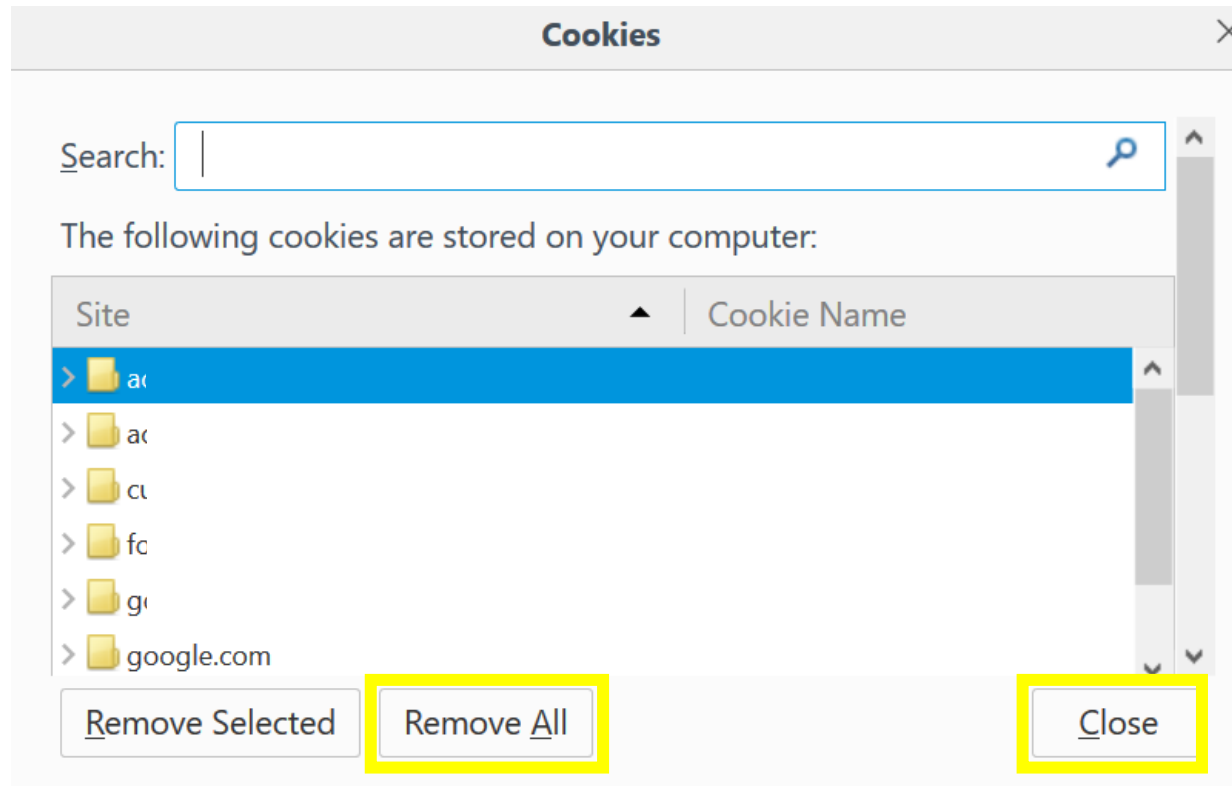 Cookies
Search:
The following cookies are stored on your computer:
Site Cookie Name
google.com
Remove Selected Remove All Close